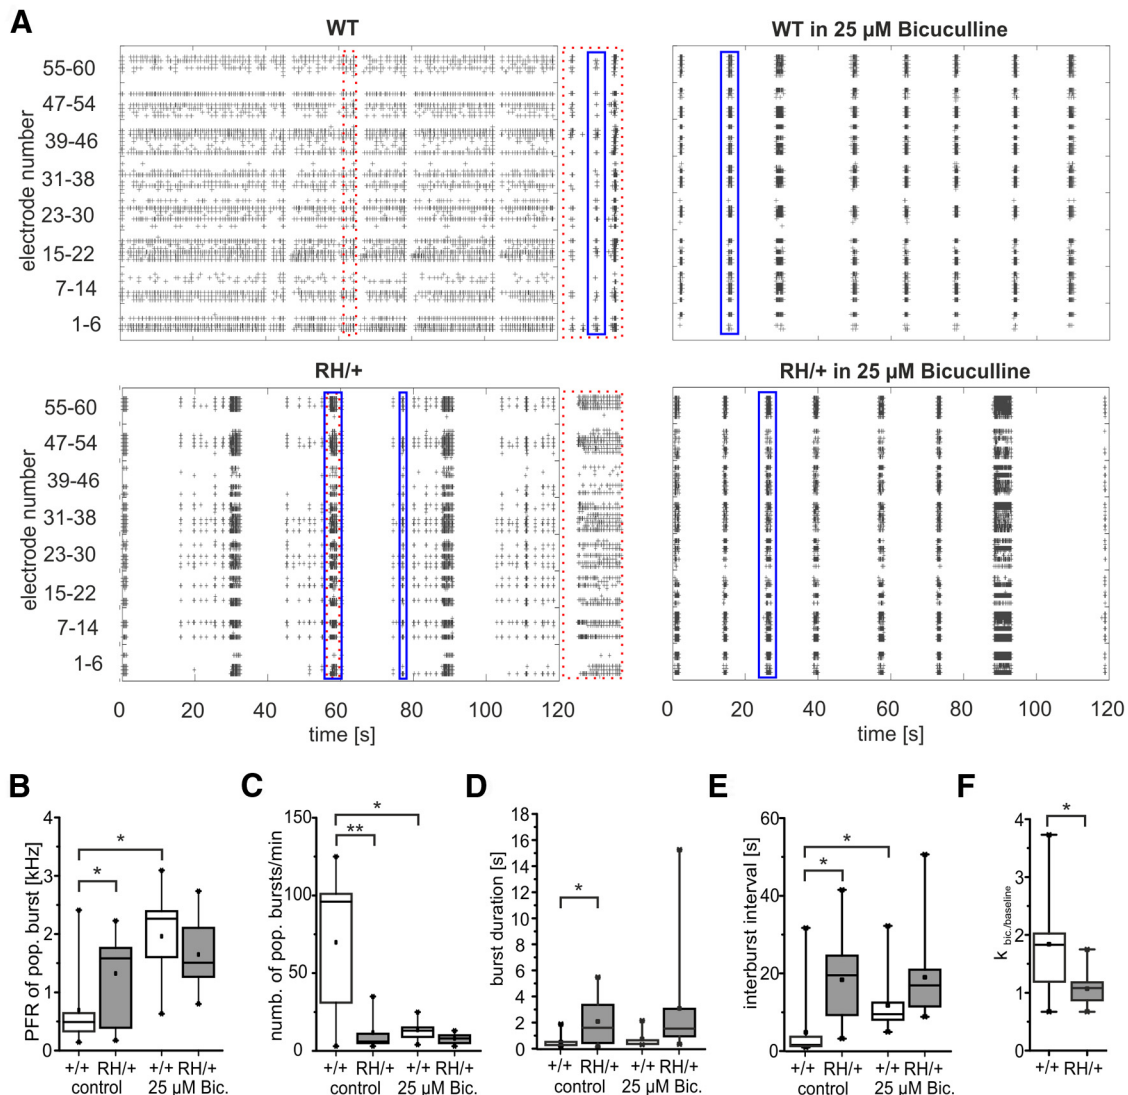 A
WT
WT in 25 µM Bicuculline
electrode number
55-60
47-54
39-46
31-38
23-30
15-22
7-14
1-6
RH/+
RH/+ in 25 µM Bicuculline
electrode number
55-60
47-54
39-46
31-38
23-30
15-22
7-14
1-6
0 20 40 60 80 100 120
time [s]
0 20 40 60 80 100 120
time [s]
B
PFR of pop. burst [kHz]
4
3
2
1
0
*
*
+/+ RH/+ +/+ RH/+
control 25 µM Bic.
C
numb. of pop. bursts/min
150
100
50
0
*
**
+/+ RH/+ +/+ RH/+
control 25 µM Bic.
D
burst duration [s]
18
16
14
12
10
8
6
4
2
0
*
+/+ RH/+ +/+ RH/+
control 25 µM Bic.
E
interburst interval [s]
60
40
20
0
*
*
+/+ RH/+ +/+ RH/+
control 25 µM Bic.
F
k bic./baseline
4
3
2
1
0
*
+/+ RH/+